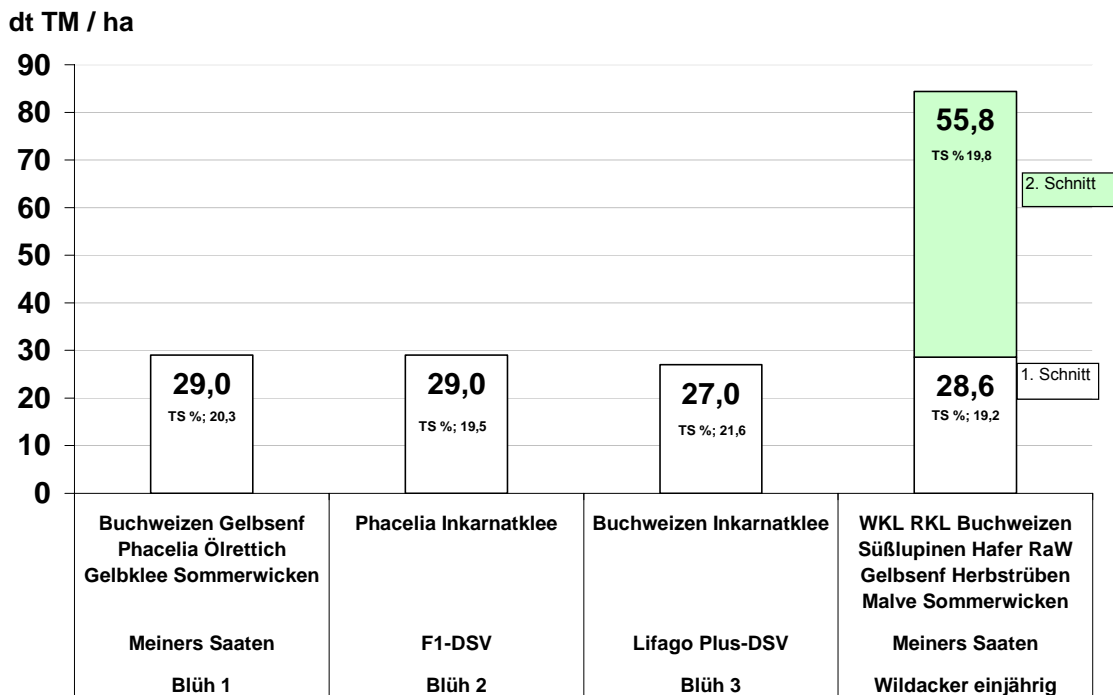 dt TM / ha
90
80
70
60
50
40
30
20
10
0
55,8
TS % 19,8
2. Schnitt
29,0
TS %; 20,3
29,0
TS %; 19,5
27,0
TS %; 21,6
28,6
TS %; 19,2
1. Schnitt
Buchweizen Gelbsenf
Phacelia Ölrettich
Gelbklee Sommerwicken
Meiners Saaten
Blüh 1
Phacelia Inkarnatklee
F1-DSV
Blüh 2
Buchweizen Inkarnatklee
Lifago Plus-DSV
Blüh 3
WKL RKL Buchweizen
Süßlupinen Hafer RaW
Gelbsenf Herbstrüben
Malve Sommerwicken
Meiners Saaten
Wildacker einjährig